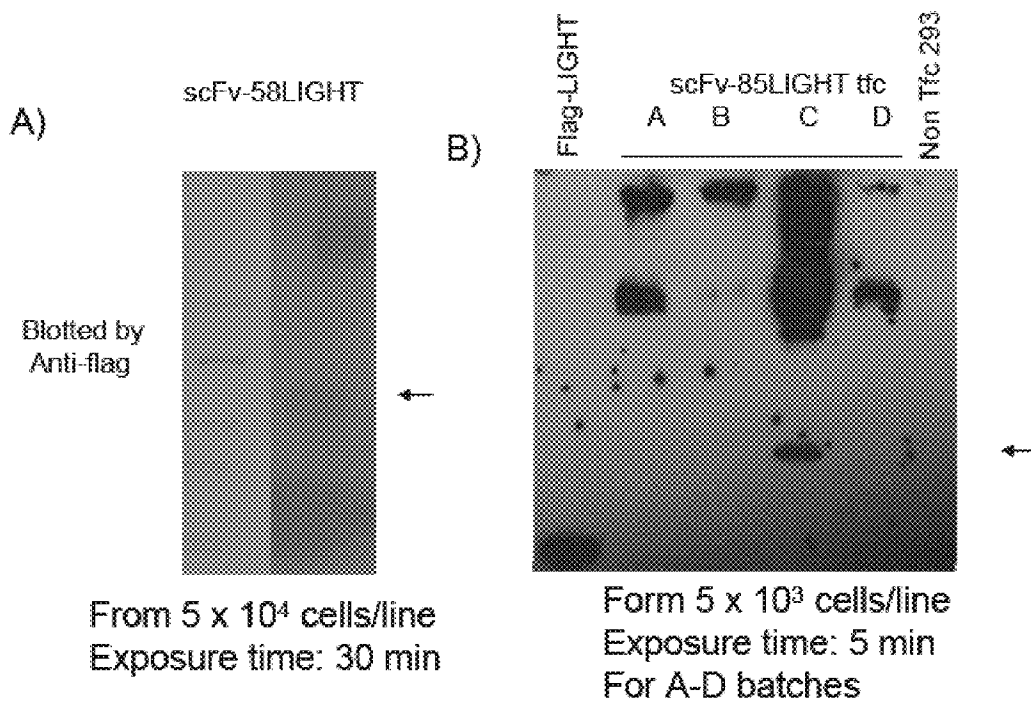 A)
scFv-58LIGHT
Blotted by
Anti-flag
From 5 x 10⁴ cells/line
Exposure time: 30 min
B)
Flag-LIGHT
scFv-85LIGHT tfc
A B C D
Non Tfc 293
Form 5 x 10³ cells/line
Exposure time: 5 min
For A-D batches